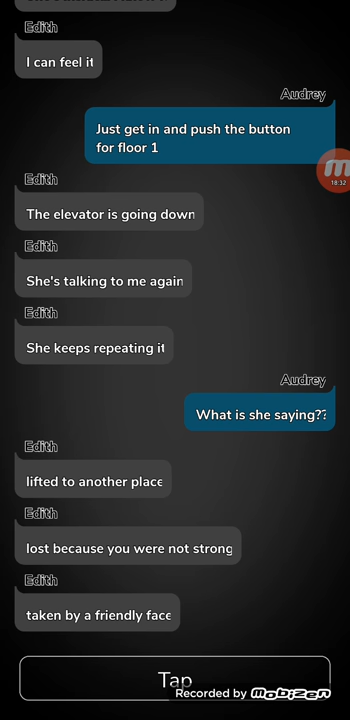 Edith
I can feel it
Audrey
Just get in and push the button
for floor 1
18:32
Edith
The elevator is going down
Edith
She's talking to me again
Edith
She keeps repeating it
Audrey
What is she saying??
Edith
lifted to another place
Edith
lost because you were not strong
Edith
taken by a friendly face
Tap
Recorded by Mobizen